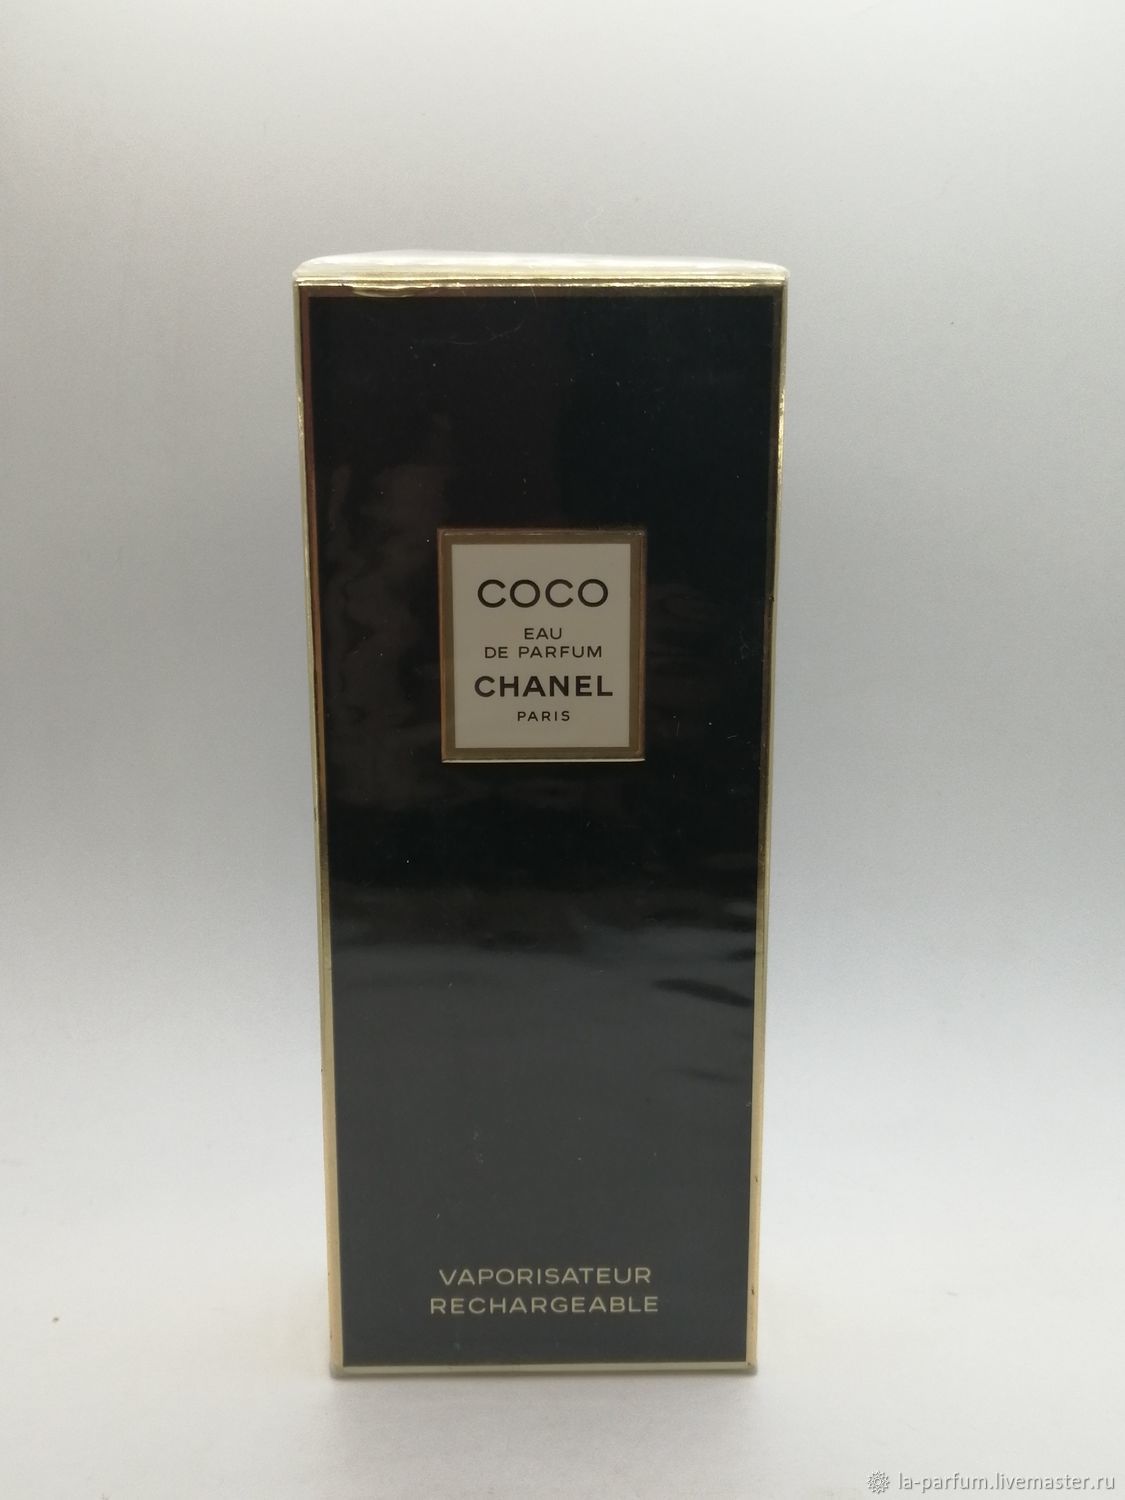 COCO
EAU
DE PARFUM
CHANEL
PARIS
VAPORISATEUR
RECHARGEABLE
la-parfum.livemaster.ru